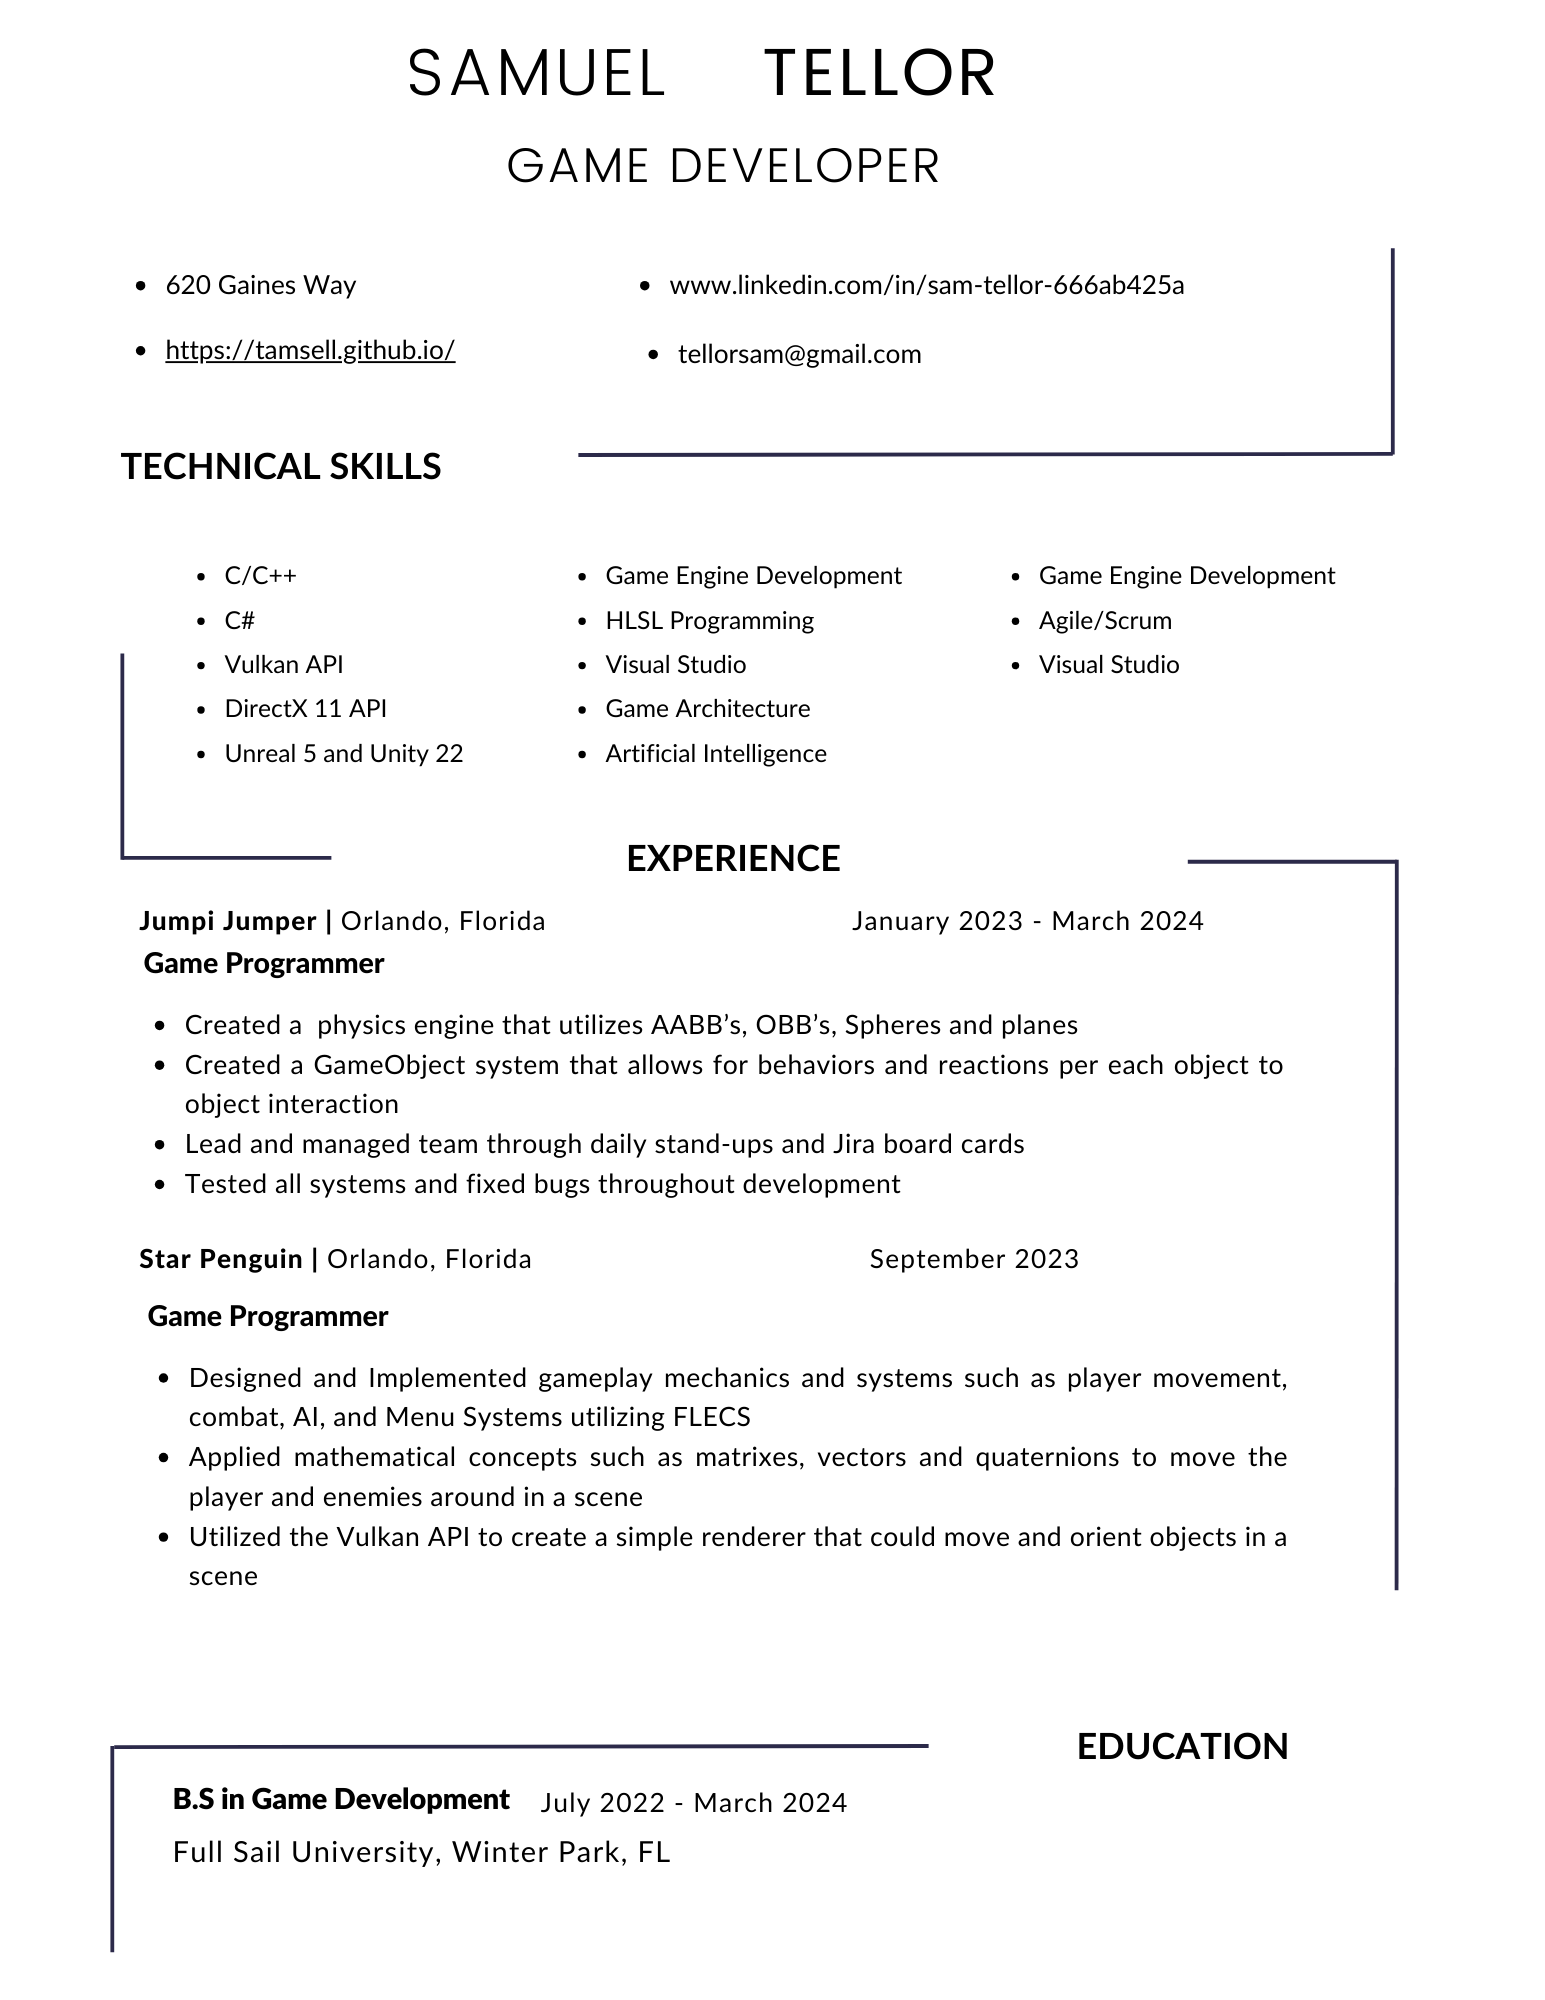 SAMUEL TELLOR
GAME DEVELOPER
• 620 Gaines Way
• www.linkedin.com/in/sam-tellor-666ab425a
• https://tamsell.github.io/
• tellorsam@gmail.com
TECHNICAL SKILLS
• C/C++
• C#
• Vulkan API
• DirectX 11 API
• Unreal 5 and Unity 22
• Game Engine Development
• HLSL Programming
• Visual Studio
• Game Architecture
• Artificial Intelligence
• Game Engine Development
• Agile/Scrum
• Visual Studio
EXPERIENCE
Jumpi Jumper | Orlando, Florida January 2023 - March 2024
Game Programmer
• Created a  physics engine that utilizes AABB’s, OBB’s, Spheres and planes
• Created a GameObject system that allows for behaviors and reactions per each object to
object interaction
• Lead and managed team through daily stand-ups and Jira board cards
• Tested all systems and fixed bugs throughout development
Star Penguin | Orlando, Florida September 2023
Game Programmer
• Designed and Implemented gameplay mechanics and systems such as player movement,
combat, AI, and Menu Systems utilizing FLECS
• Applied mathematical concepts such as matrixes, vectors and quaternions to move the
player and enemies around in a scene
• Utilized the Vulkan API to create a simple renderer that could move and orient objects in a
scene
EDUCATION
B.S in Game Development July 2022 - March 2024
Full Sail University, Winter Park, FL